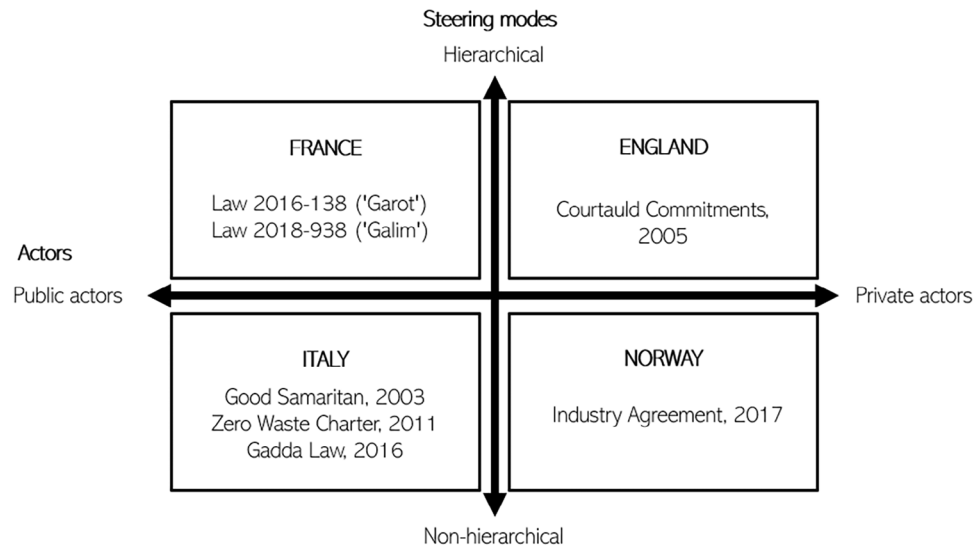 Steering modes
Hierarchical
FRANCE
Law 2016-138 ('Garot')
Law 2018-938 ('Galim')
ENGLAND
Courtauld Commitments,
2005
Actors
Public actors
Private actors
ITALY
Good Samaritan, 2003
Zero Waste Charter, 2011
Gadda Law, 2016
NORWAY
Industry Agreement, 2017
Non-hierarchical